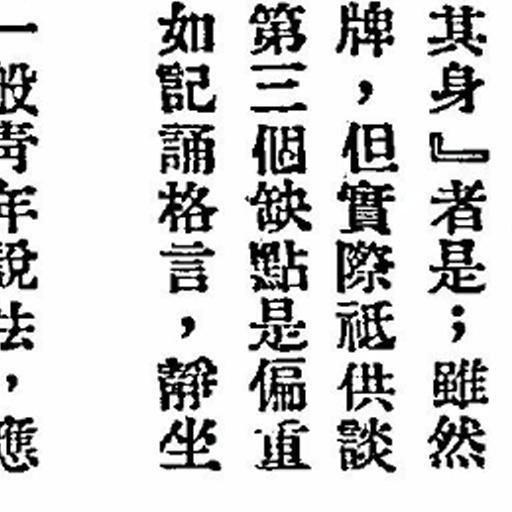 其身』者是；雖然
牌，但實際祗供談
第三個缺點是偏重
如記誦格言，靜坐
一般青年說法，應